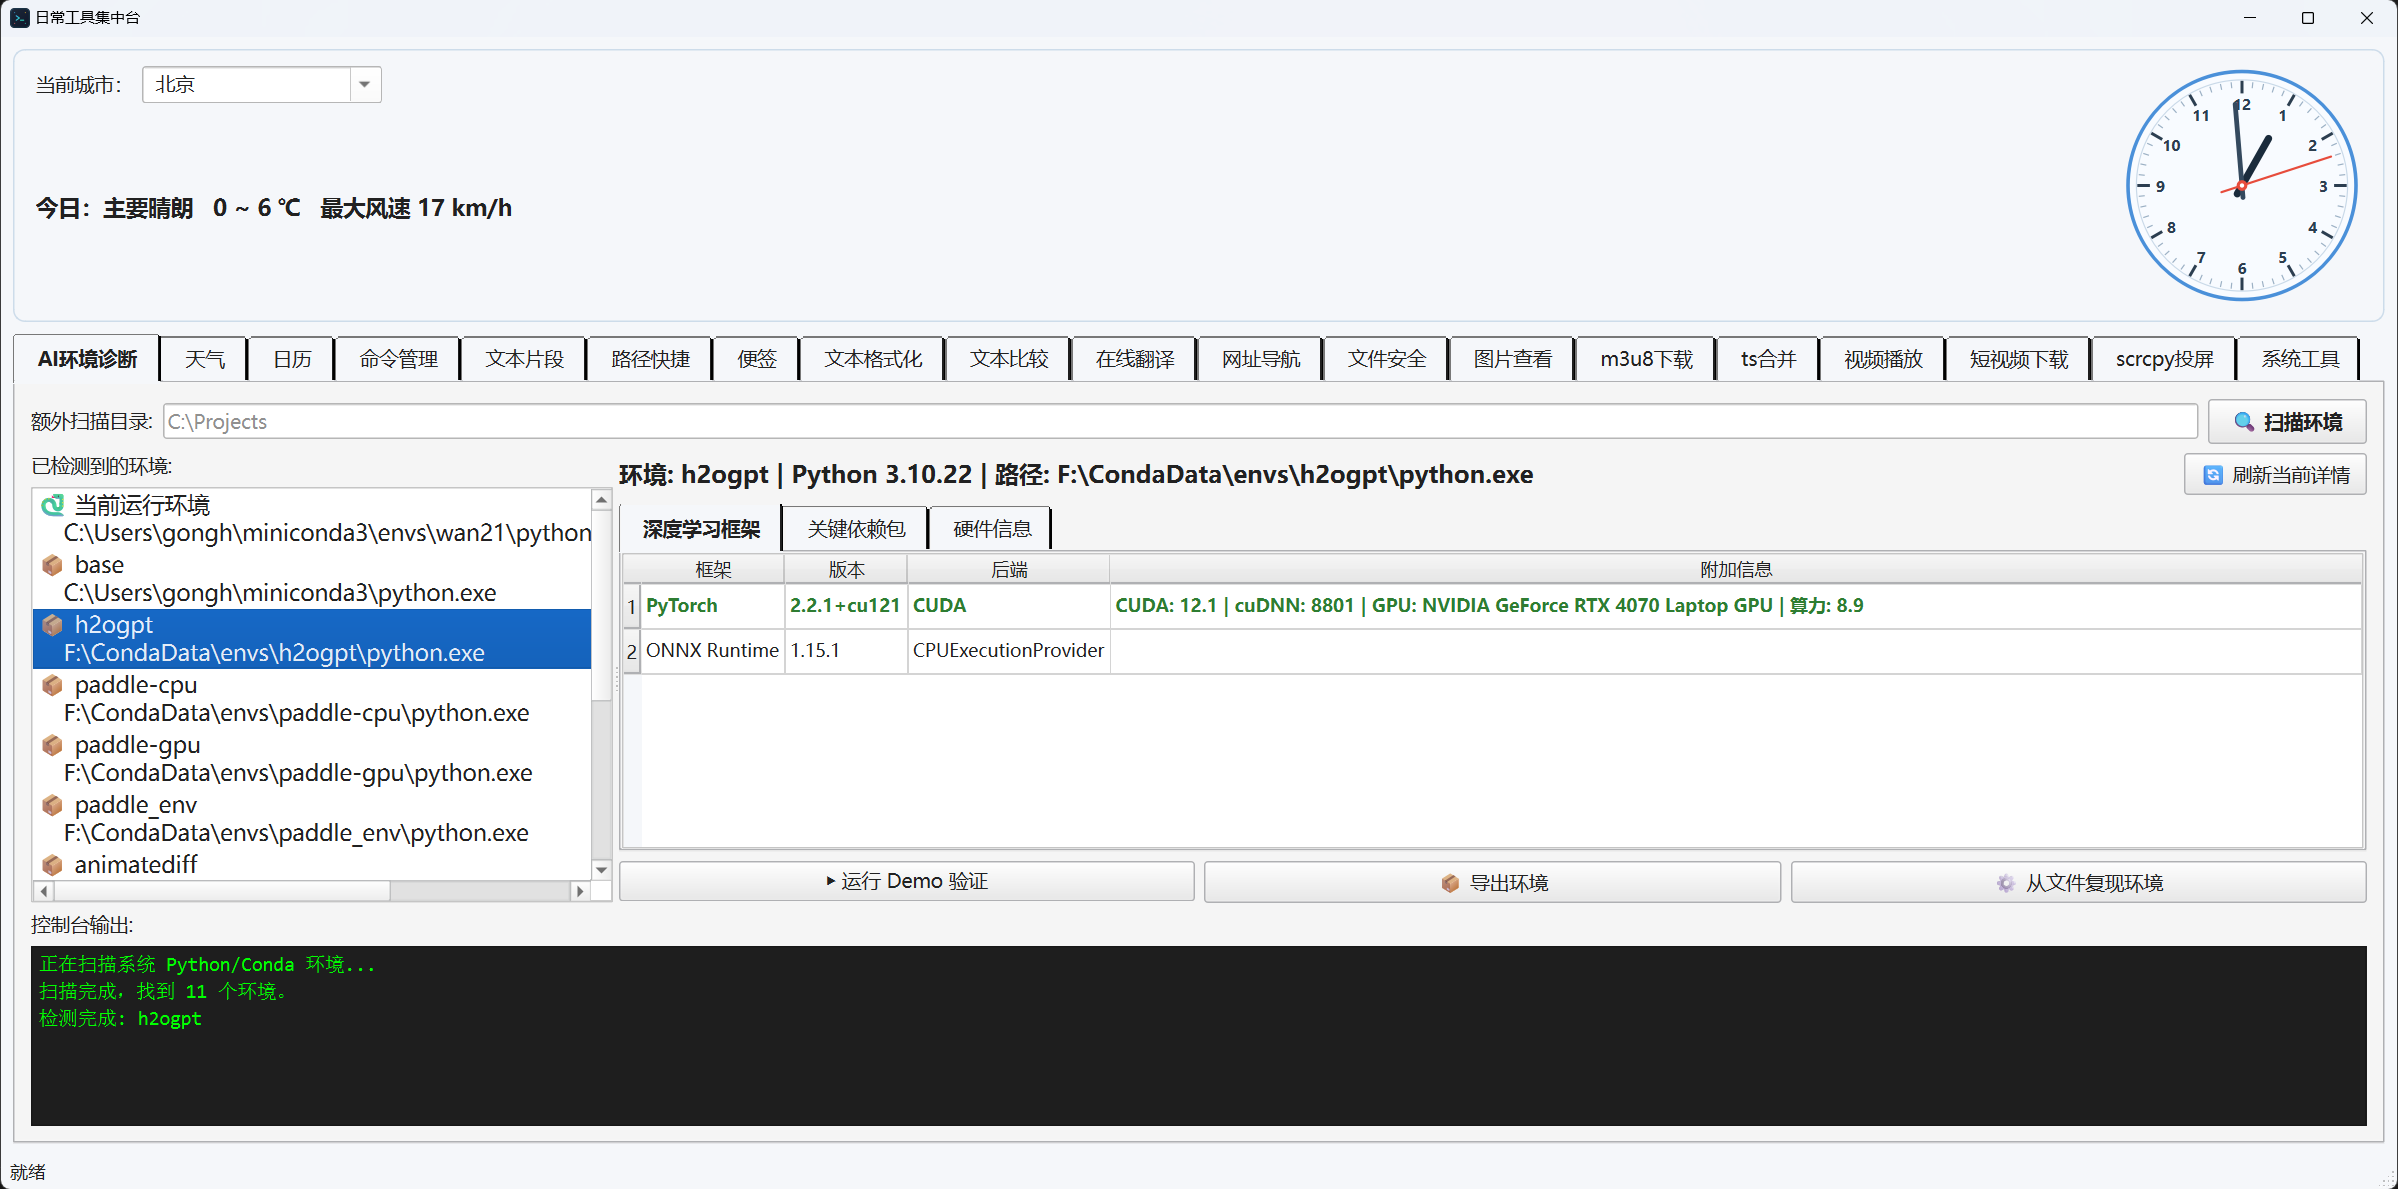 日常工具集中台
当前城市:
北京
今日: 主要晴朗 0 ~ 6 ℃ 最大风速 17 km/h
12
1
2
3
4
5
6
7
8
9
10
11
AI环境诊断 天气 日历 命令管理 文本片段 路径快捷 便签 文本格式化 文本比较 在线翻译 网址导航 文件安全 图片查看 m3u8下载 ts合并 视频播放 短视频下载 scrcpy投屏 系统工具
额外扫描目录: C:\Projects 扫描环境
已检测到的环境:
当前运行环境
C:\Users\gongh\miniconda3\envs\wan21\python
base
C:\Users\gongh\miniconda3\python.exe
h2ogpt
F:\CondaData\envs\h2ogpt\python.exe
paddle-cpu
F:\CondaData\envs\paddle-cpu\python.exe
paddle-gpu
F:\CondaData\envs\paddle-gpu\python.exe
paddle_env
F:\CondaData\envs\paddle_env\python.exe
animatediff
环境: h2ogpt | Python 3.10.22 | 路径: F:\CondaData\envs\h2ogpt\python.exe
刷新当前详情
深度学习框架 关键依赖包 硬件信息
框架 版本 后端 附加信息
1 PyTorch 2.2.1+cu121 CUDA CUDA: 12.1 | cuDNN: 8801 | GPU: NVIDIA GeForce RTX 4070 Laptop GPU | 算力: 8.9
2 ONNX Runtime 1.15.1 CPUExecutionProvider
运行 Demo 验证 导出环境 从文件复现环境
控制台输出:
正在扫描系统 Python/Conda 环境...
扫描完成，找到 11 个环境。
检测完成: h2ogpt
就绪